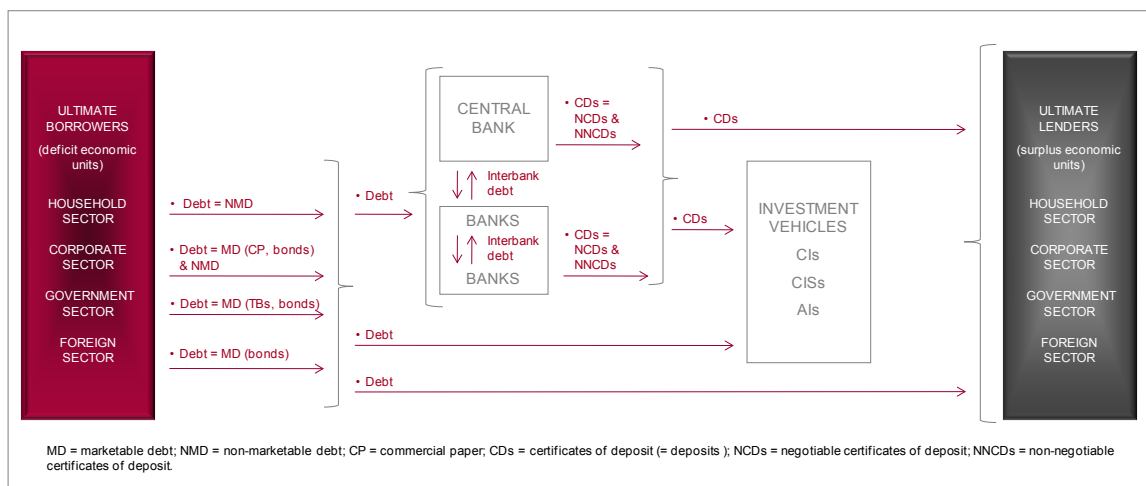 ULTIMATE
BORROWERS
(deficit economic
units)
HOUSEHOLD
SECTOR
CORPORATE
SECTOR
GOVERNMENT
SECTOR
FOREIGN
SECTOR
• Debt = NMD
• Debt = MD (CP, bonds)
& NMD
• Debt = MD (TBs, bonds)
• Debt = MD (bonds)
• Debt
• Debt
• Debt
CENTRAL
BANK
Interbank
debt
BANKS
Interbank
debt
BANKS
• CDs =
NCDs &
NNCDs
• CDs =
NCDs &
NNCDs
• CDs
• CDs
INVESTMENT
VEHICLES
CIs
CISs
AIs
ULTIMATE
LENDERS
(surplus economic
units)
HOUSEHOLD
SECTOR
CORPORATE
SECTOR
GOVERNMENT
SECTOR
FOREIGN
SECTOR
MD = marketable debt; NMD = non-marketable debt; CP = commercial paper; CDs = certificates of deposit (= deposits ); NCDs = negotiable certificates of deposit; NNCDs = non-negotiable
certificates of deposit.